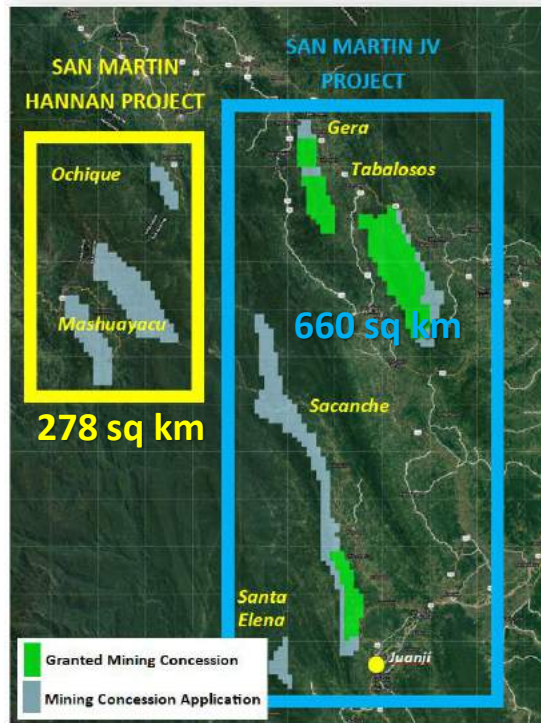 SAN MARTIN
HANNAN PROJECT
SAN MARTIN JV
PROJECT
Gera
Ochique
Tabalosos
Mashuayacu
660 sq km
278 sq km
Sacanche
Santa
Elena
Juanji
Granted Mining Concession
Mining Concession Application